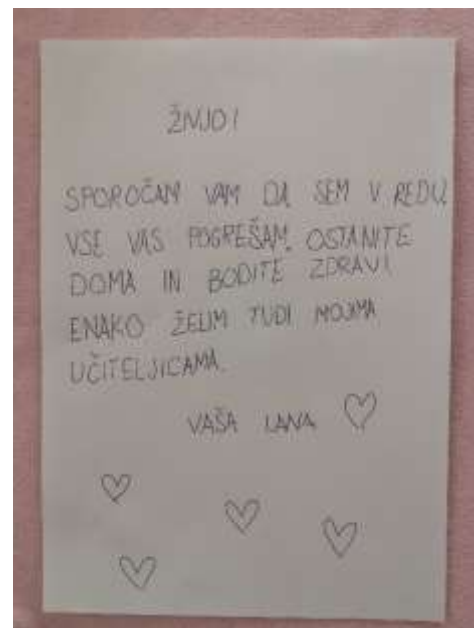 ŽIVJO!
SPOROČAM VAM DA SEM V REDU.
VSE VAS POGREŠAM. OSTANITE
DOMA IN BODITE ZDRAVI.
ENAKO ŽELIM TUDI MOJIMA
UČITELJICAMA.
VAŠA LANA